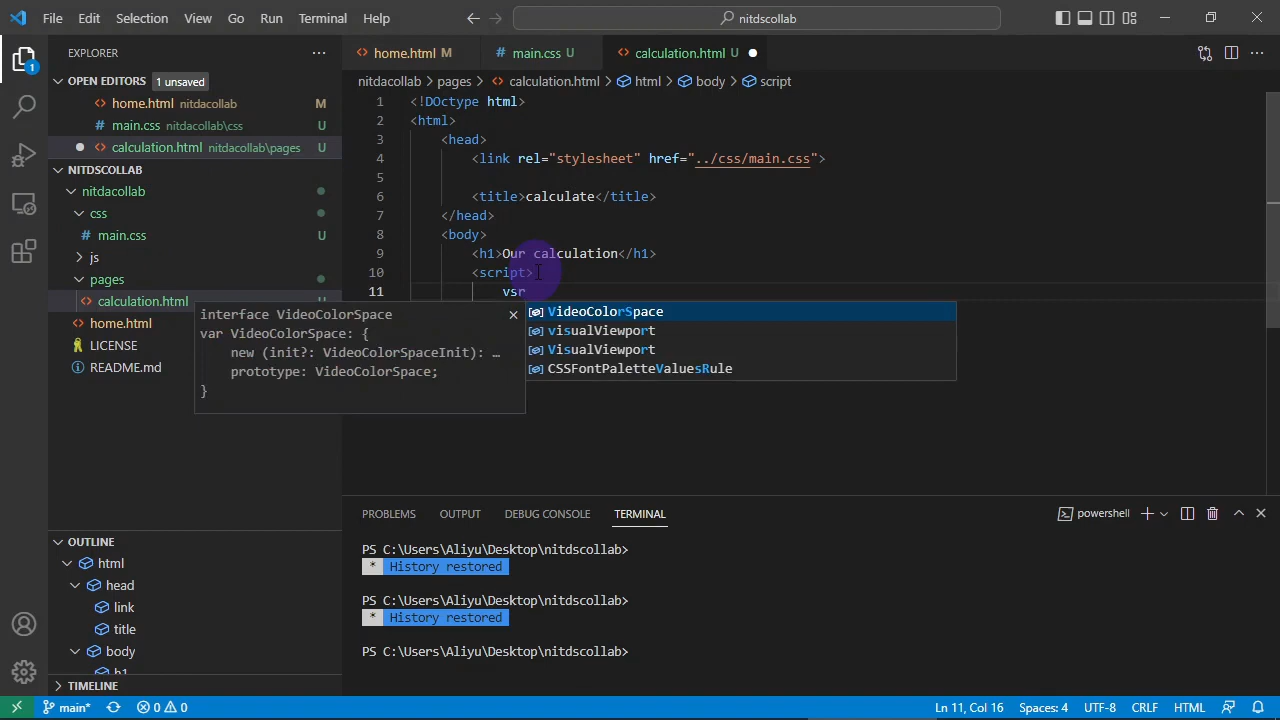 File Edit Selection View Go Run Terminal Help
nitdscollab
EXPLORER
OPEN EDITORS 1 unsaved
home.html nitdacollab M
main.css nitdacollab\css U
calculation.html nitdacollab\pages U
NITDSCOLLAB
nitdacollab
css
main.css U
js
pages
calculation.html
home.html
LICENSE
README.md
OUTLINE
html
head
link
title
body
h1
TIMELINE
home.html M
main.css U
calculation.html U
nitdacollab > pages > calculation.html > html > body > script
1 <!DOctype html>
2 <html>
3 <head>
4 <link rel="stylesheet" href="../css/main.css">
5
6 <title>calculate</title>
7 </head>
8 <body>
9 <h1>Our calculation</h1>
10 <script>
11 vsr
interface VideoColorSpace
var VideoColorSpace: {
new (init?: VideoColorSpaceInit): …
prototype: VideoColorSpace;
}
VideoColorSpace
visualViewport
VisualViewport
CSSFontPaletteValuesRule
PROBLEMS OUTPUT DEBUG CONSOLE TERMINAL
powershell
PS C:\Users\Aliyu\Desktop\nitdscollab>
* History restored
PS C:\Users\Aliyu\Desktop\nitdscollab>
* History restored
PS C:\Users\Aliyu\Desktop\nitdscollab>
1
main* 0 0
Ln 11, Col 16 Spaces: 4 UTF-8 CRLF HTML